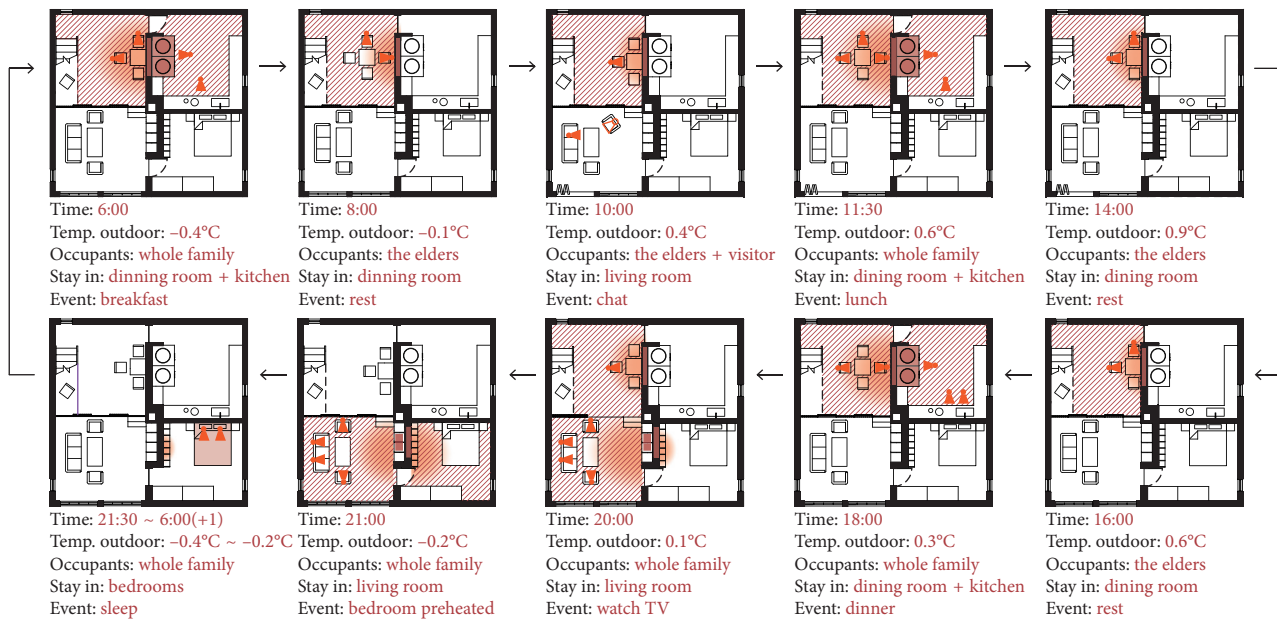 Time: 6:00
Temp. outdoor: –0.4°C
Occupants: whole family
Stay in: dinning room + kitchen
Event: breakfast
Time: 8:00
Temp. outdoor: –0.1°C
Occupants: the elders
Stay in: dinning room
Event: rest
Time: 10:00
Temp. outdoor: 0.4°C
Occupants: the elders + visitor
Stay in: living room
Event: chat
Time: 11:30
Temp. outdoor: 0.6°C
Occupants: whole family
Stay in: dining room + kitchen
Event: lunch
Time: 14:00
Temp. outdoor: 0.9°C
Occupants: the elders
Stay in: dining room
Event: rest
Time: 21:30 ~ 6:00(+1)
Temp. outdoor: –0.4°C ~ –0.2°C
Occupants: whole family
Stay in: bedrooms
Event: sleep
Time: 21:00
Temp. outdoor: –0.2°C
Occupants: whole family
Stay in: living room
Event: bedroom preheated
Time: 20:00
Temp. outdoor: 0.1°C
Occupants: whole family
Stay in: living room
Event: watch TV
Time: 18:00
Temp. outdoor: 0.3°C
Occupants: whole family
Stay in: dining room + kitchen
Event: dinner
Time: 16:00
Temp. outdoor: 0.6°C
Occupants: the elders
Stay in: dining room
Event: rest